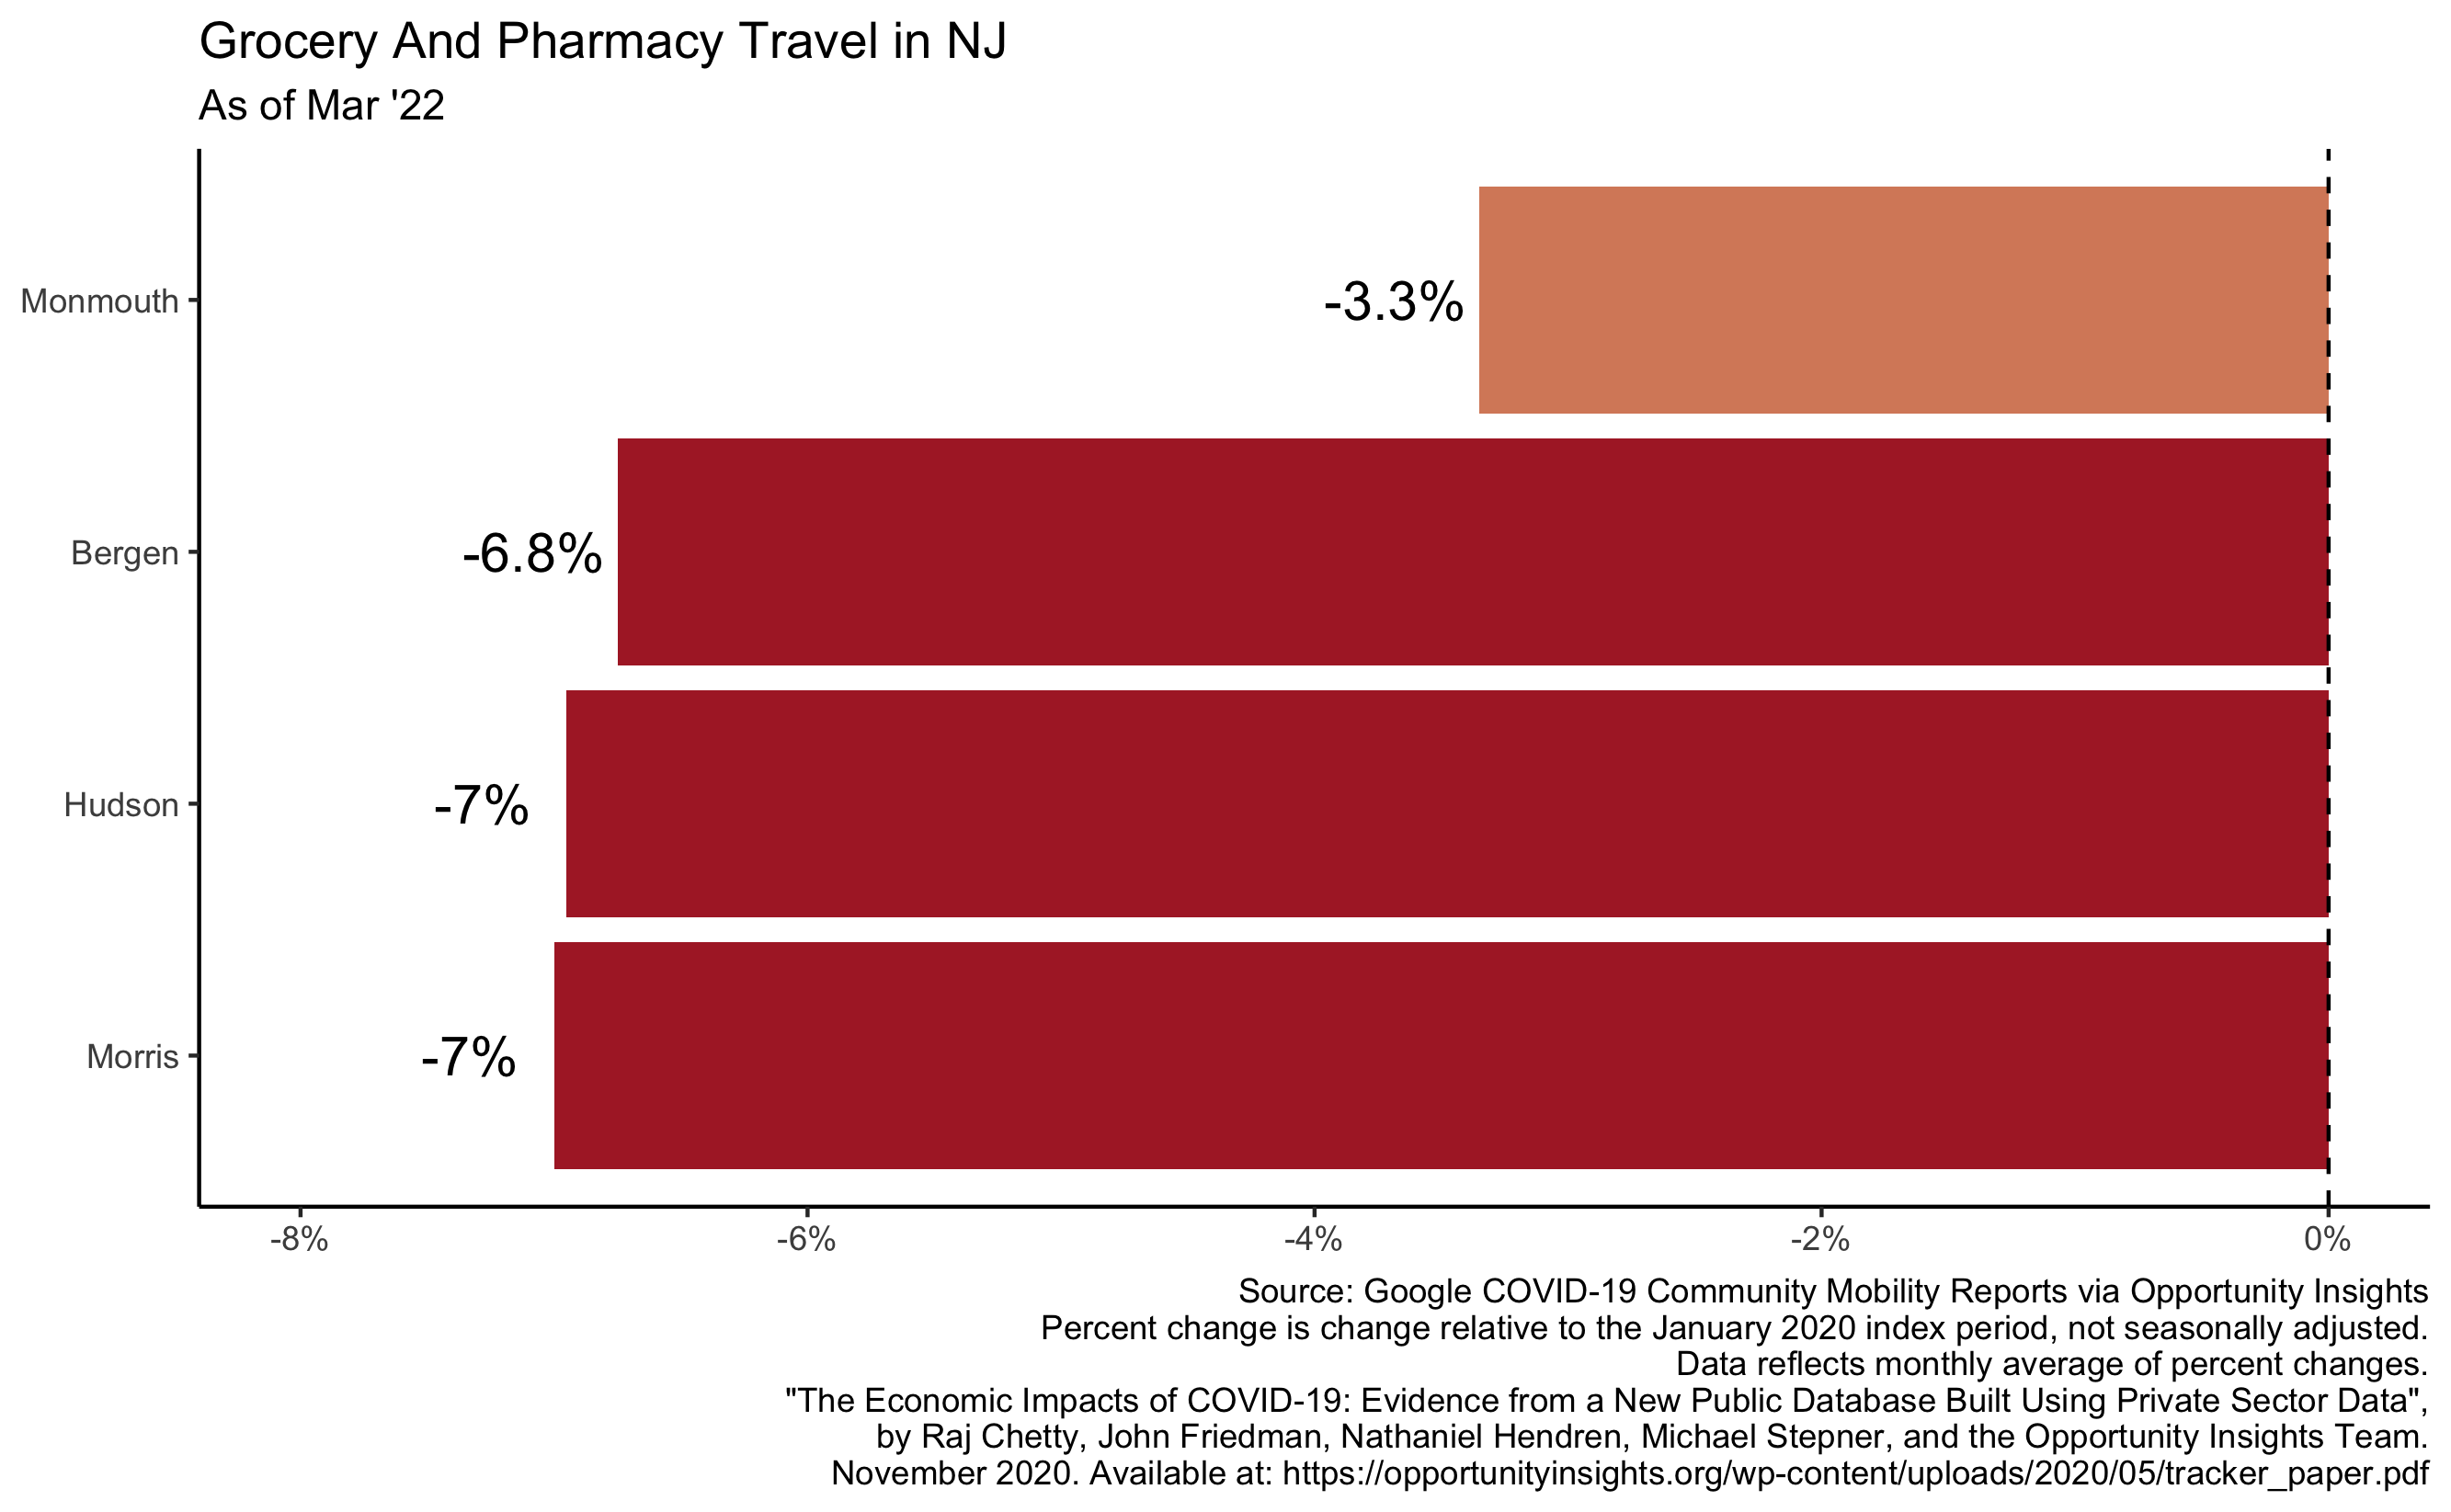 Grocery And Pharmacy Travel in NJ
As of Mar '22
Monmouth
-3.3%
Bergen
-6.8%
Hudson
-7%
Morris
-7%
-8% -6% -4% -2% 0%
Source: Google COVID-19 Community Mobility Reports via Opportunity Insights
Percent change is change relative to the January 2020 index period, not seasonally adjusted.
Data reflects monthly average of percent changes.
"The Economic Impacts of COVID-19: Evidence from a New Public Database Built Using Private Sector Data",
by Raj Chetty, John Friedman, Nathaniel Hendren, Michael Stepner, and the Opportunity Insights Team.
November 2020. Available at: https://opportunityinsights.org/wp-content/uploads/2020/05/tracker_paper.pdf